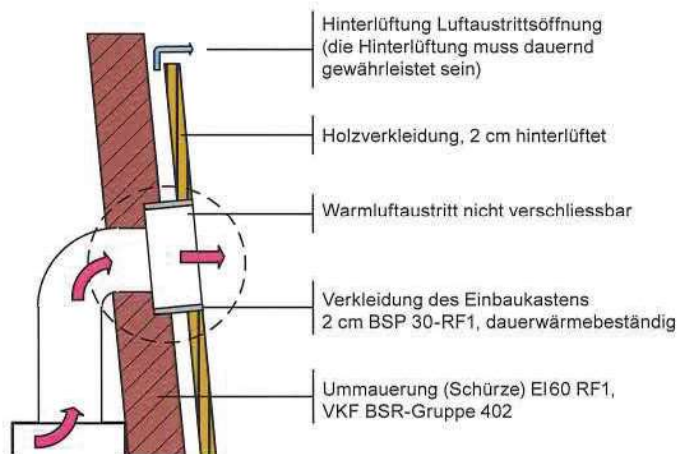 Hinterlüftung Luftaustrittsöffnung
(die Hinterlüftung muss dauernd
gewährleistet sein)
Holzverkleidung, 2 cm hinterlüftet
Warmluftaustritt nicht verschliessbar
Verkleidung des Einbaukastens
2 cm BSP 30-RF1, dauerwärmebeständig
Ummauerung (Schürze) EI60 RF1,
VKF BSR-Gruppe 402